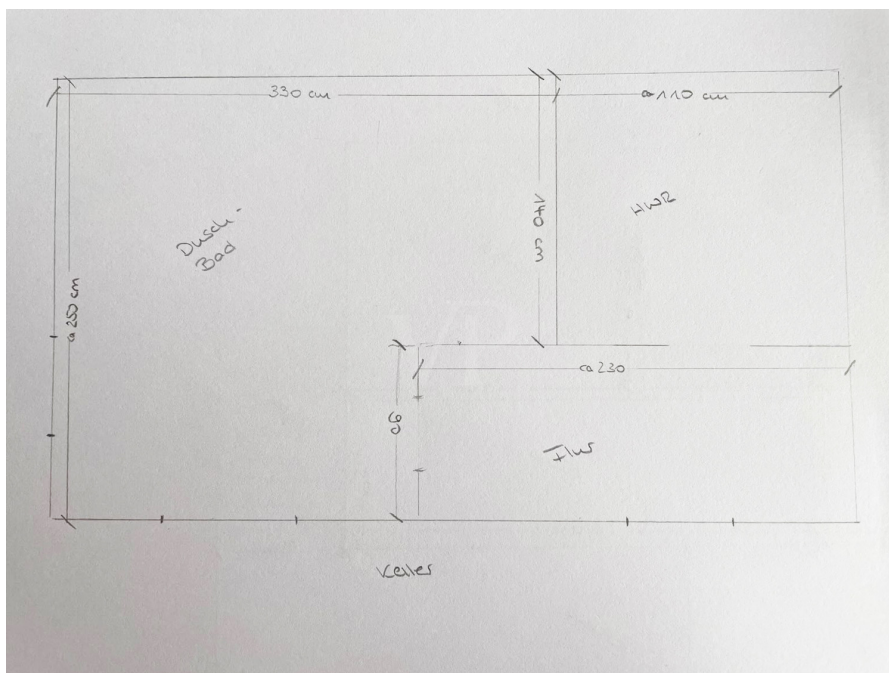 330 cm
ca 110 cm
140 cm
HWR
Dusch-
Bad
ca 250 cm
ca 230
90
Flur
Keller